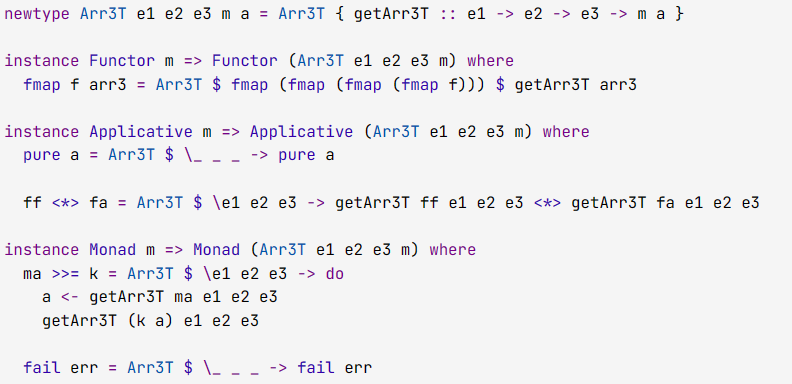 newtype Arr3T e1 e2 e3 m a = Arr3T { getArr3T :: e1 -> e2 -> e3 -> m a }
instance Functor m => Functor (Arr3T e1 e2 e3 m) where
fmap f arr3 = Arr3T $ fmap (fmap (fmap (fmap f))) $ getArr3T arr3
instance Applicative m => Applicative (Arr3T e1 e2 e3 m) where
pure a = Arr3T $ \_ _ _ -> pure a
ff <*> fa = Arr3T $ \e1 e2 e3 -> getArr3T ff e1 e2 e3 <*> getArr3T fa e1 e2 e3
instance Monad m => Monad (Arr3T e1 e2 e3 m) where
ma >>= k = Arr3T $ \e1 e2 e3 -> do
a <- getArr3T ma e1 e2 e3
getArr3T (k a) e1 e2 e3
fail err = Arr3T $ \_ _ _ -> fail err